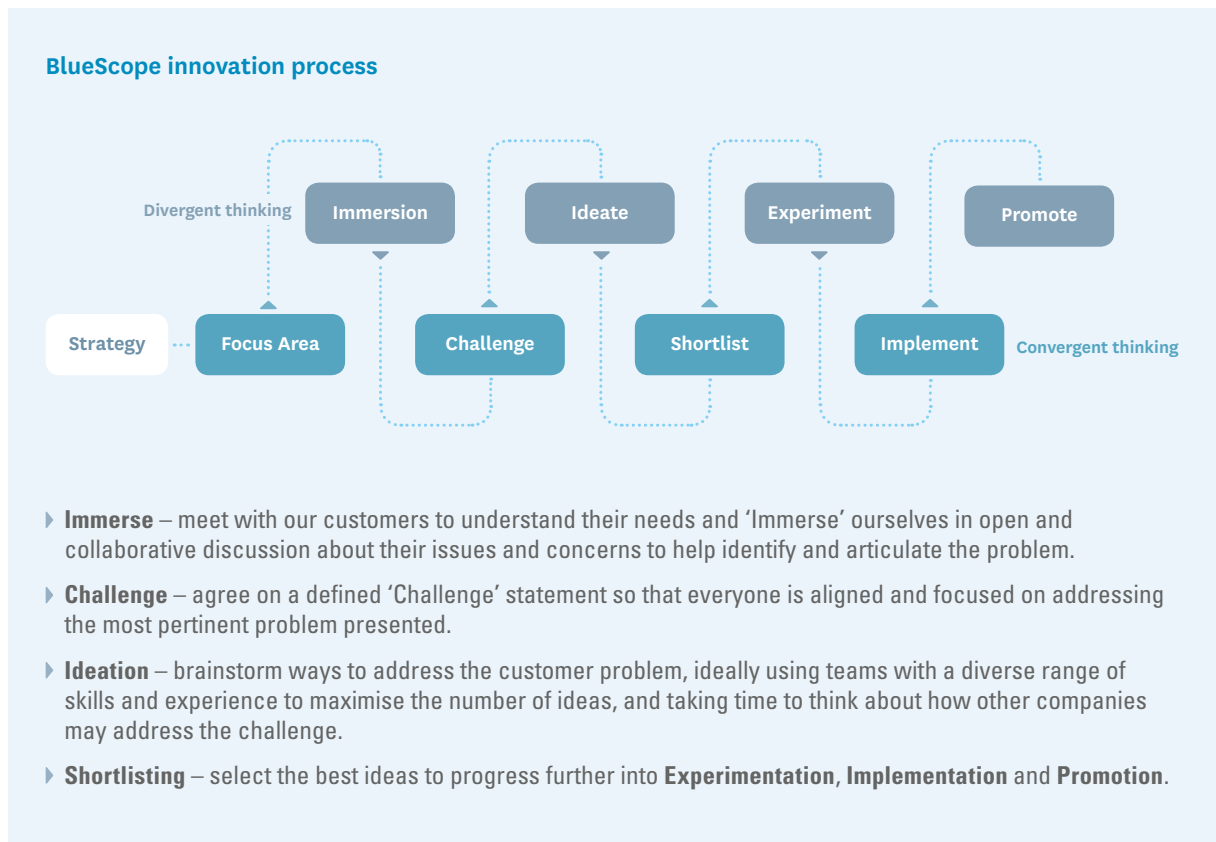 BlueScope innovation process
Divergent thinking
Immersion
Ideate
Experiment
Promote
Strategy
Focus Area
Challenge
Shortlist
Implement
Convergent thinking
Immerse – meet with our customers to understand their needs and ‘Immerse’ ourselves in open and
collaborative discussion about their issues and concerns to help identify and articulate the problem.
Challenge – agree on a defined ‘Challenge’ statement so that everyone is aligned and focused on addressing
the most pertinent problem presented.
Ideation – brainstorm ways to address the customer problem, ideally using teams with a diverse range of
skills and experience to maximise the number of ideas, and taking time to think about how other companies
may address the challenge.
Shortlisting – select the best ideas to progress further into Experimentation, Implementation and Promotion.